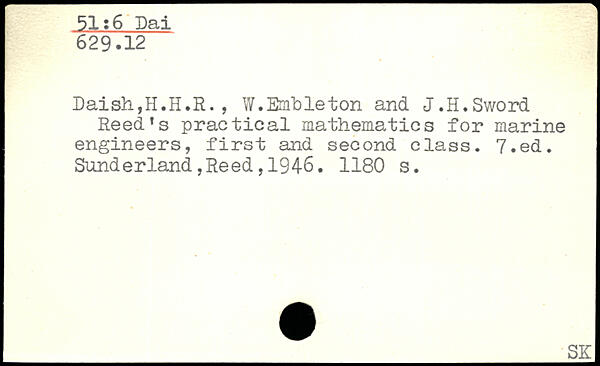 51:6 Dai
629.12
Daish,H.H.R., W.Embleton and J.H.Sword
Reed's practical mathematics for marine
engineers, first and second class. 7.ed.
Sunderland,Reed,1946. 1180 s.
SK